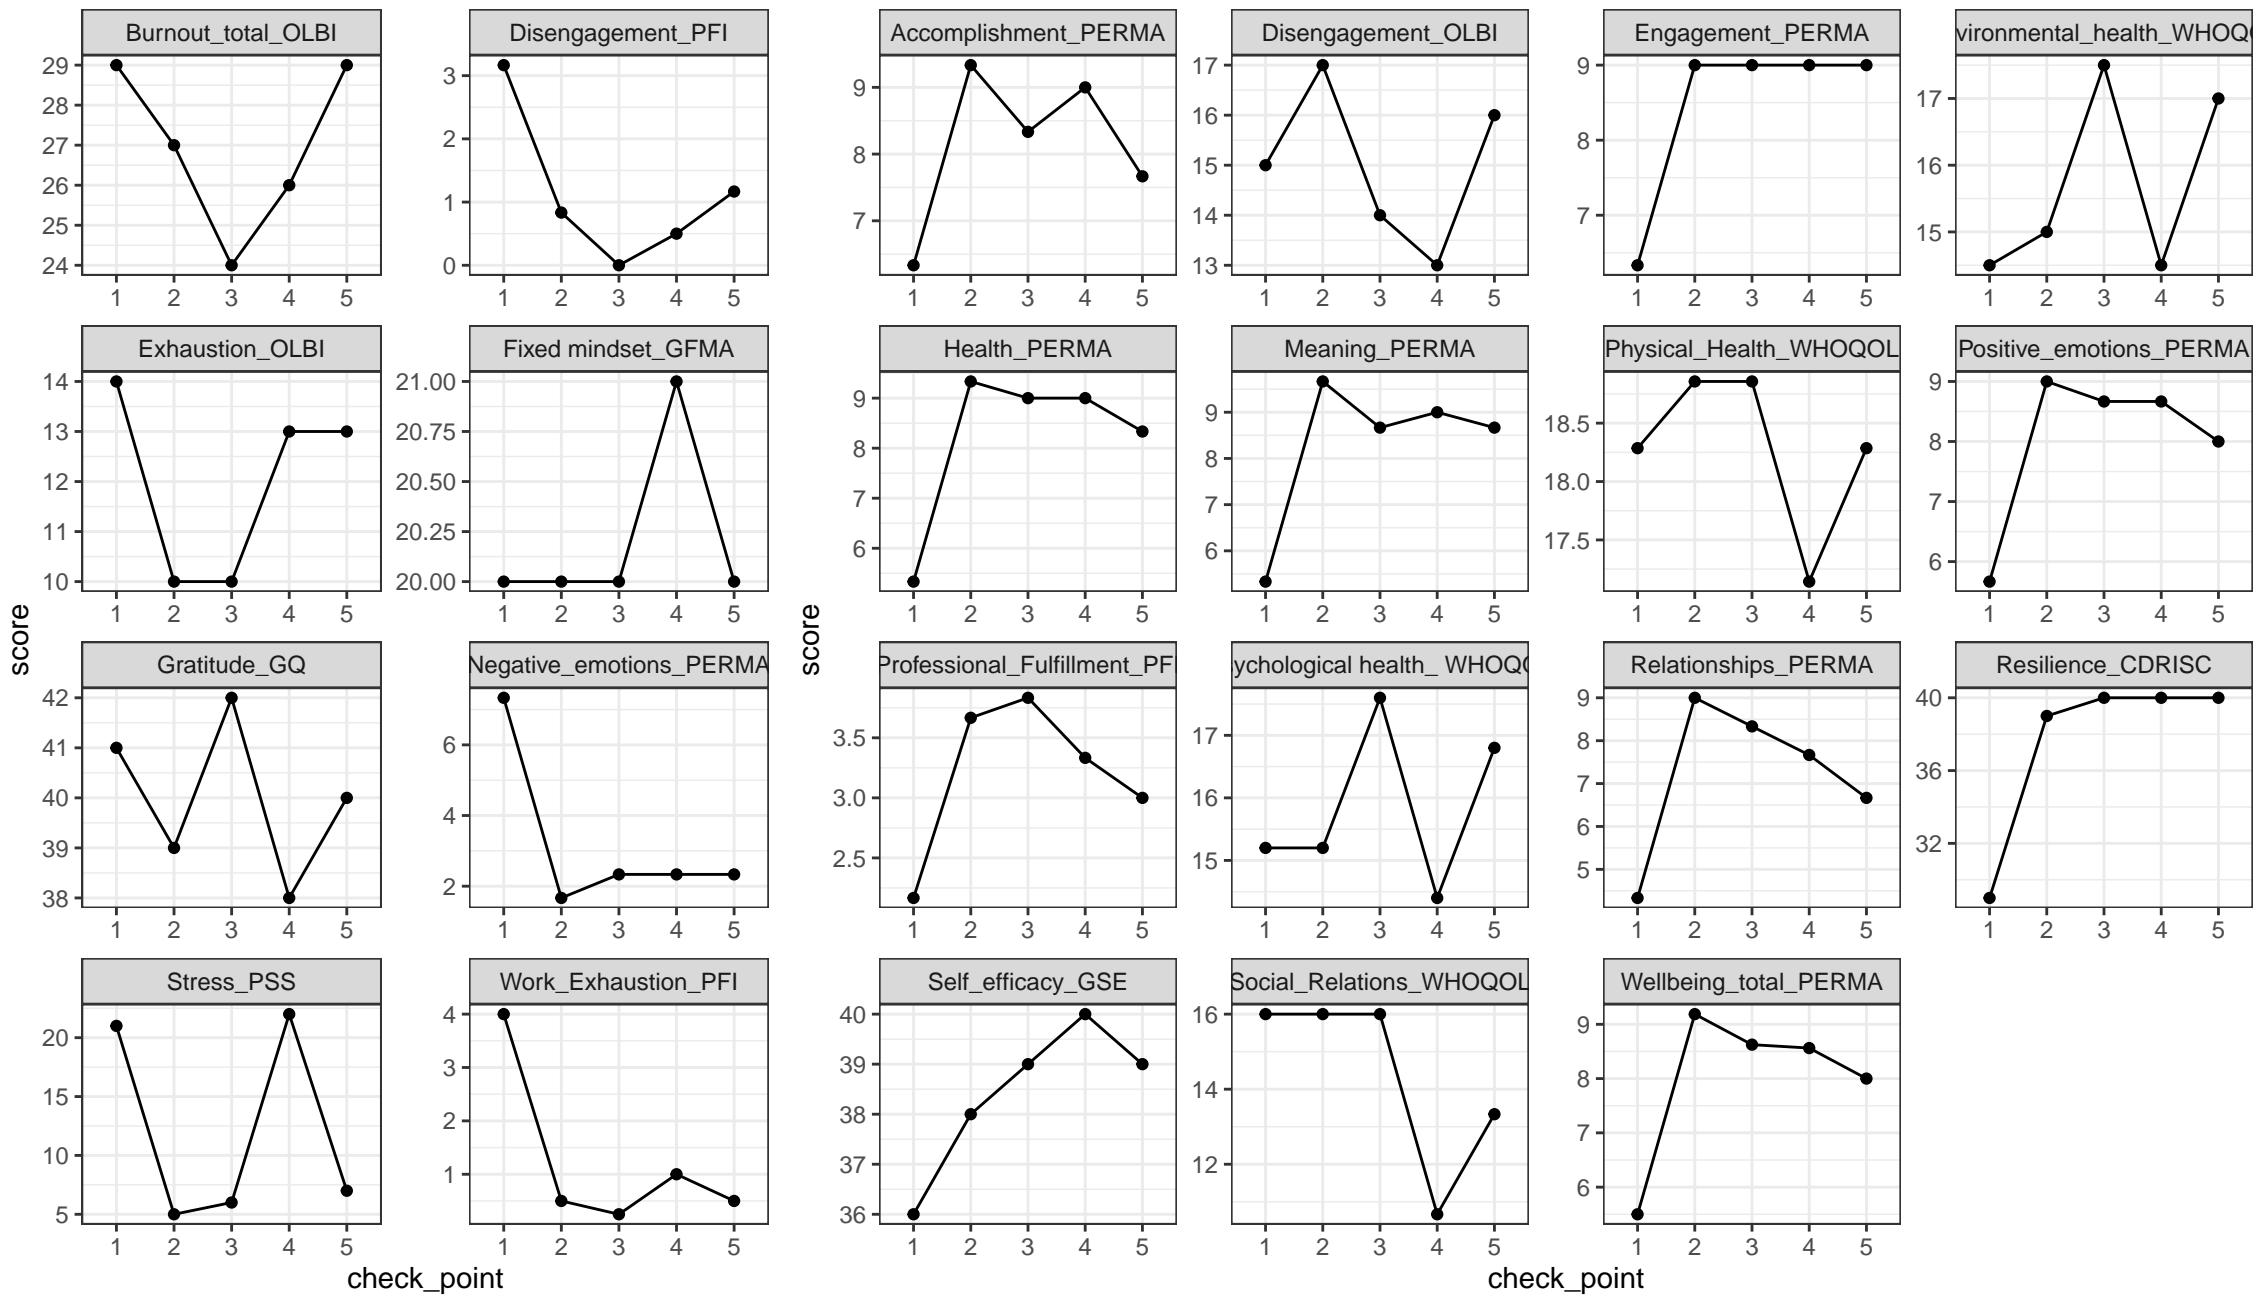 Burnout_total_OLBI
29
28
27
26
25
24
1 2 3 4 5
Disengagement_PFI
3
2
1
0
1 2 3 4 5
Exhaustion_OLBI
14
13
12
11
10
1 2 3 4 5
Fixed mindset_GFMA
21.00
20.75
20.50
20.25
20.00
1 2 3 4 5
Gratitude_GQ
42
41
40
39
38
1 2 3 4 5
Negative_emotions_PERMA
6
4
2
1 2 3 4 5
Stress_PSS
20
15
10
5
1 2 3 4 5
Work_Exhaustion_PFI
4
3
2
1
1 2 3 4 5
score
check_point
Accomplishment_PERMA
9
8
7
1 2 3 4 5
Disengagement_OLBI
17
16
15
14
13
1 2 3 4 5
Engagement_PERMA
9
8
7
1 2 3 4 5
vironmental_health_WHOQ
17
16
15
1 2 3 4 5
Health_PERMA
9
8
7
6
1 2 3 4 5
Meaning_PERMA
9
8
7
6
1 2 3 4 5
Physical_Health_WHOQOL
18.5
18.0
17.5
1 2 3 4 5
Positive_emotions_PERMA
9
8
7
6
1 2 3 4 5
Professional_Fulfillment_PFI
3.5
3.0
2.5
1 2 3 4 5
ychological health_ WHOQO
17
16
15
1 2 3 4 5
Relationships_PERMA
9
8
7
6
5
1 2 3 4 5
Resilience_CDRISC
40
36
32
1 2 3 4 5
Self_efficacy_GSE
40
39
38
37
36
1 2 3 4 5
Social_Relations_WHOQOL
16
14
12
1 2 3 4 5
Wellbeing_total_PERMA
9
8
7
6
1 2 3 4 5
score
check_point